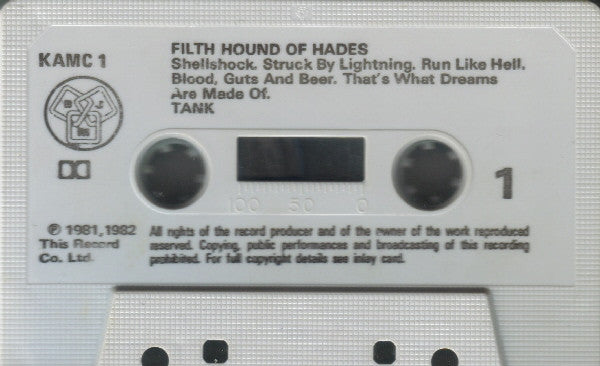 KAMC 1
FILTH HOUND OF HADES
Shellshock. Struck By Lightning. Run Like Hell.
Blood, Guts And Beer. That's What Dreams
Are Made Of.
TANK
1
100 50 0
℗ 1981, 1982
This Record
Co. Ltd.
All rights of the record producer and of the owner of the work reproduced
reserved. Copying, public performances and broadcasting of this recording
prohibited. For full copyright details see inlay card.